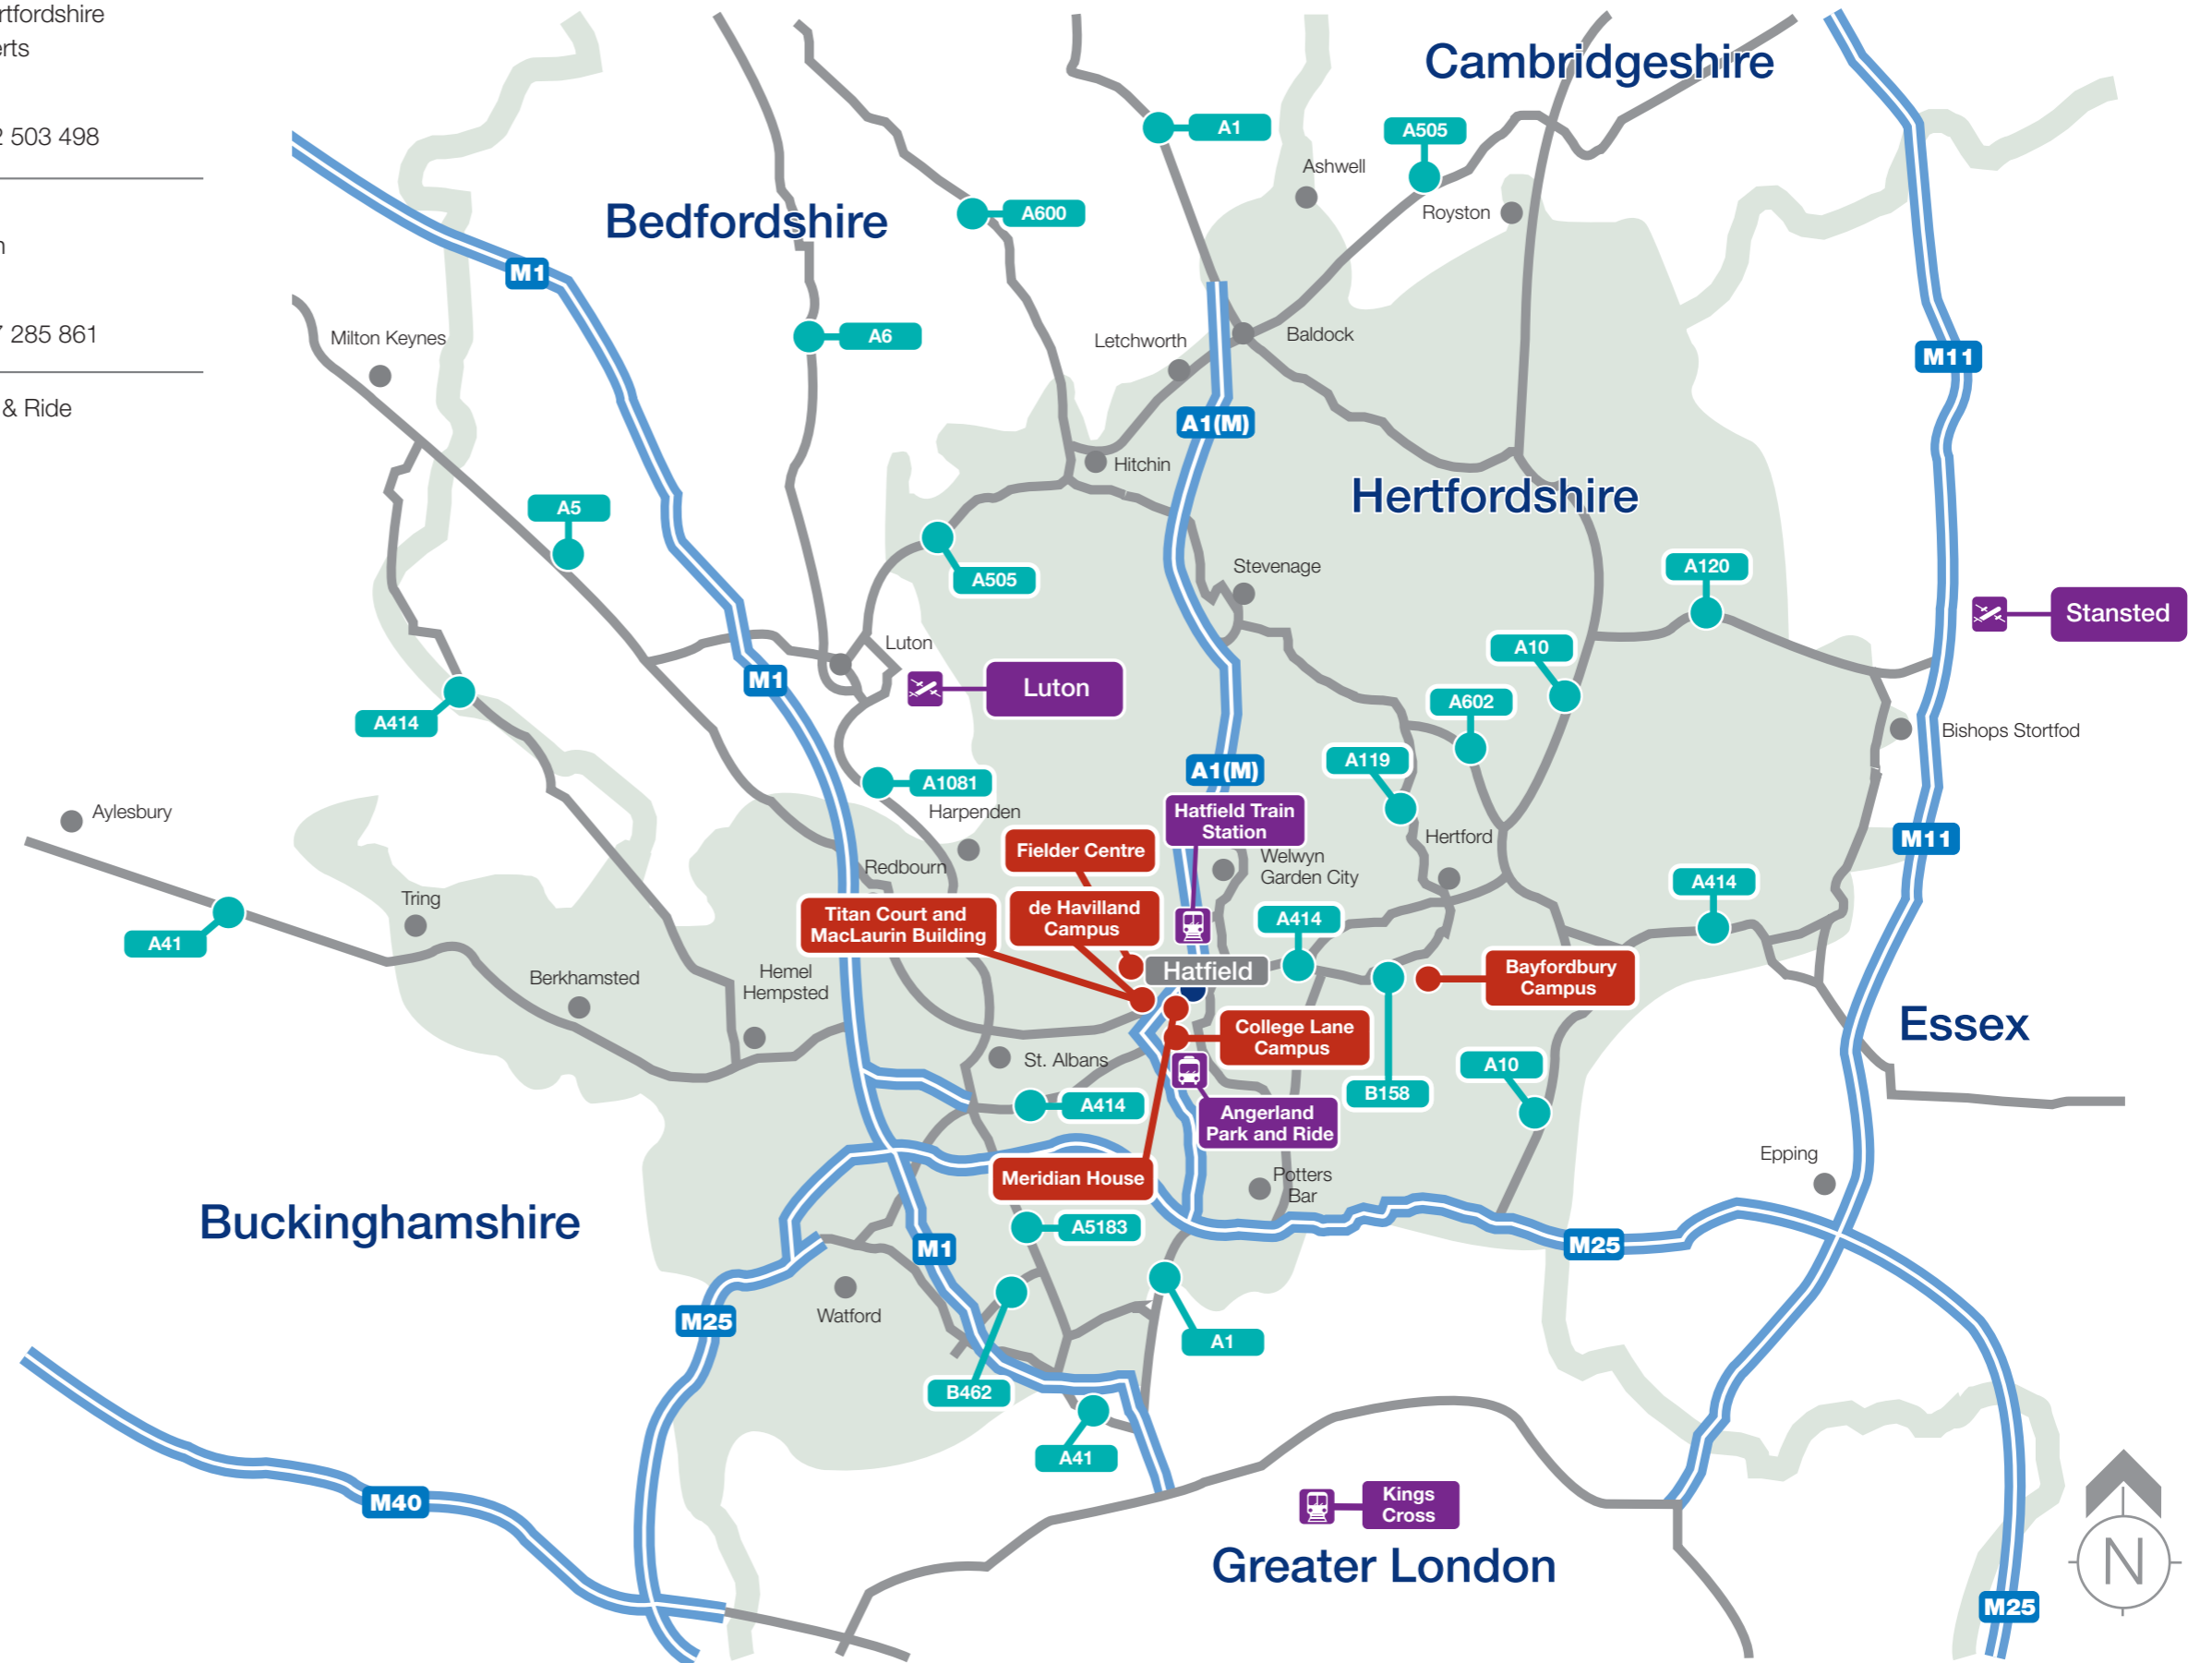 rtfordshire
erts
2 503 498
n
7 285 861
& Ride
Cambridgeshire
A1
A505
Ashwell
Royston
Bedfordshire
A600
M1
Milton Keynes
A6
Letchworth
Baldock
M11
A1(M)
Hitchin
Hertfordshire
A5
A505
Stevenage
A120
Stansted
Luton
A10
M1
Luton
A602
A414
Bishops Stortfod
A119
A1(M)
A1081
Harpenden
Hatfield Train
Station
Aylesbury
Hertford
M11
Fielder Centre
Welwyn
Garden City
Redbourn
A414
Tring
Titan Court and
MacLaurin Building
de Havilland
Campus
A414
A41
Hatfield
Bayfordbury
Campus
Berkhamsted
Hemel
Hempsted
Essex
College Lane
Campus
St. Albans
A10
B158
A414
Angerland
Park and Ride
Epping
Meridian House
Potters
Bar
Buckinghamshire
A5183
M1
M25
Watford
M25
A1
B462
A41
M40
Kings
Cross
Greater London
N
M25